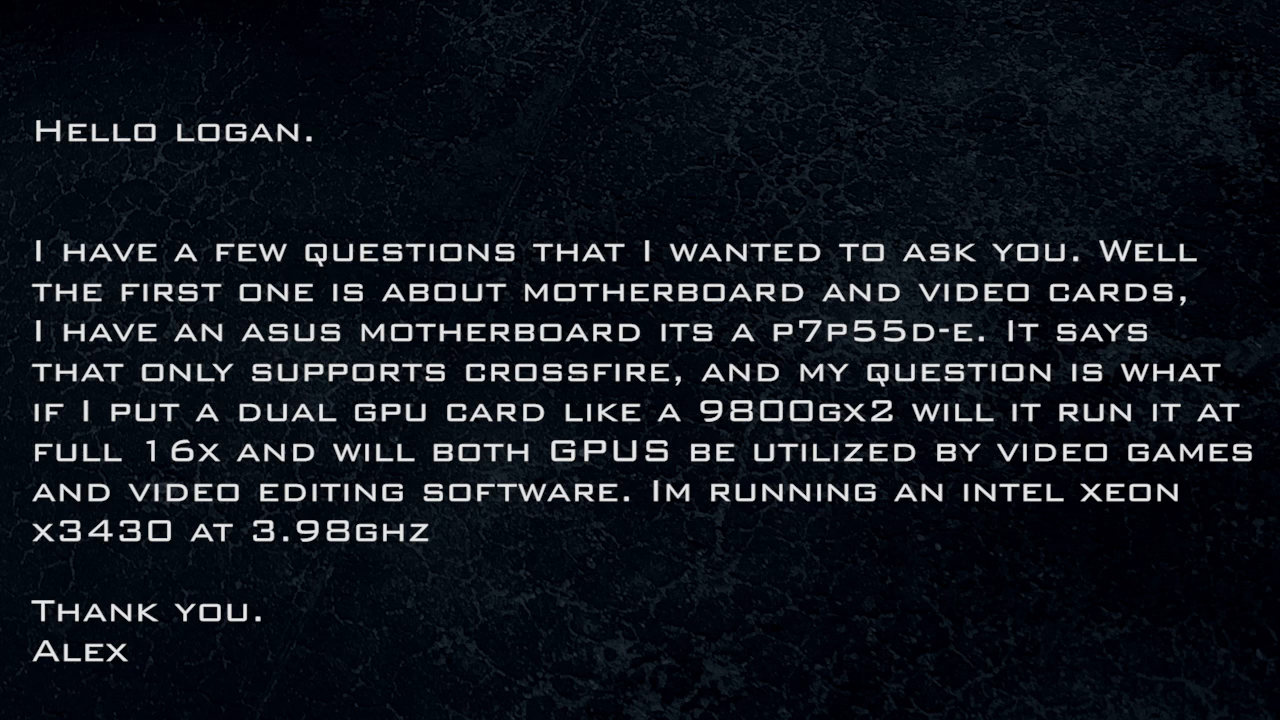 Hello logan.
I have a few questions that I wanted to ask you. Well
the first one is about motherboard and video cards,
I have an asus motherboard its a p7p55d-e. It says
that only supports crossfire, and my question is what
if I put a dual gpu card like a 9800gx2 will it run it at
full 16x and will both GPUS be utilized by video games
and video editing software. Im running an intel xeon
x3430 at 3.98ghz
Thank you.
Alex